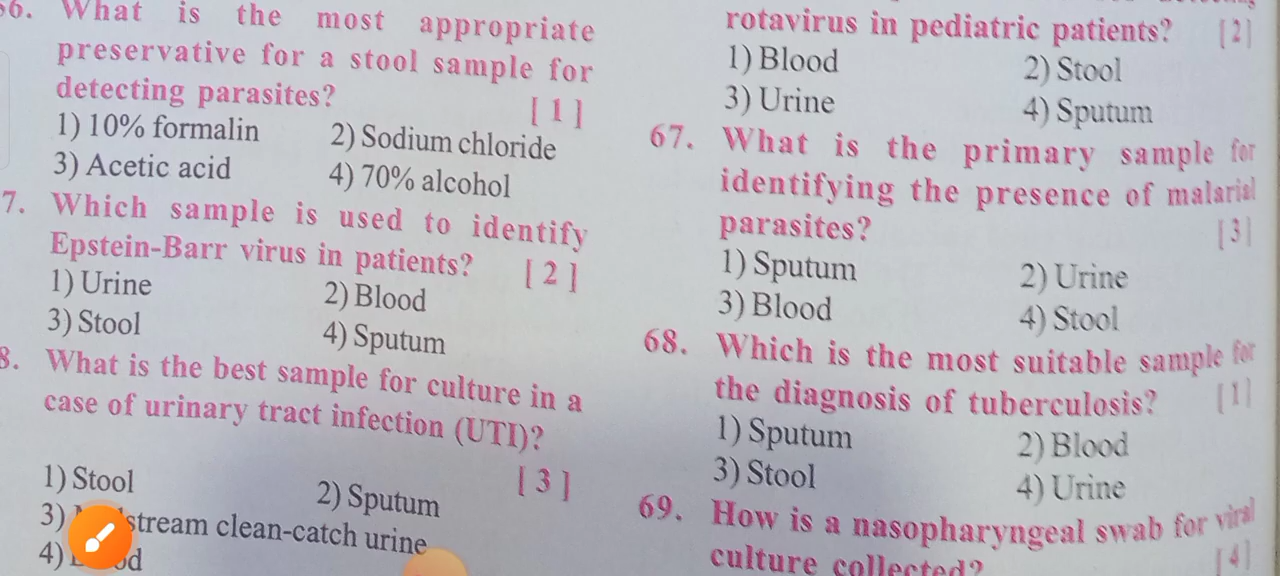 6. What is the most appropriate
preservative for a stool sample for
detecting parasites? [1]
1) 10% formalin 2) Sodium chloride
3) Acetic acid 4) 70% alcohol
7. Which sample is used to identify
Epstein-Barr virus in patients? [2]
1) Urine 2) Blood
3) Stool 4) Sputum
8. What is the best sample for culture in a
case of urinary tract infection (UTI)?
[3]
1) Stool 2) Sputum
3) stream clean-catch urine
4)
rotavirus in pediatric patients? [2]
1) Blood 2) Stool
3) Urine 4) Sputum
67. What is the primary sample for
identifying the presence of malarial
parasites? [3]
1) Sputum 2) Urine
3) Blood 4) Stool
68. Which is the most suitable sample for
the diagnosis of tuberculosis? [1]
1) Sputum 2) Blood
3) Stool 4) Urine
69. How is a nasopharyngeal swab for viral
culture collected? [4]